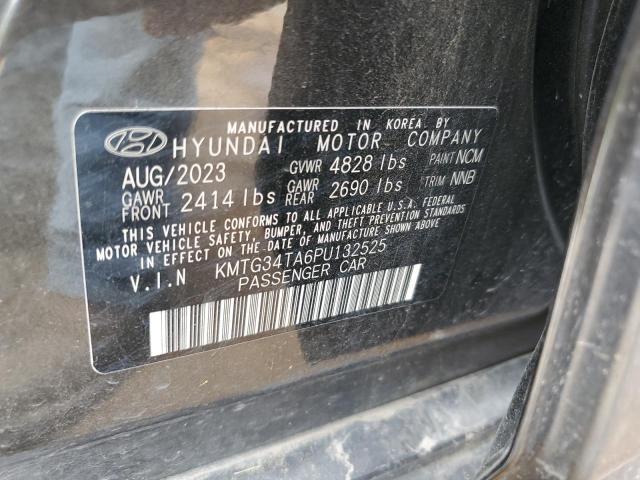 MANUFACTURED IN KOREA BY
HYUNDAI MOTOR COMPANY
AUG/2023 GVWR 4828 lbs PAINT NCM
GAWR FRONT 2414 lbs GAWR REAR 2690 lbs TRIM NNB
THIS VEHICLE CONFORMS TO ALL APPLICABLE U.S.A. FEDERAL
MOTOR VEHICLE SAFETY, BUMPER, AND THEFT PREVENTION STANDARDS
IN EFFECT ON THE DATE OF MANUFACTURE SHOWN ABOVE.
V.I.N KMTG34TA6PU132525
PASSENGER CAR